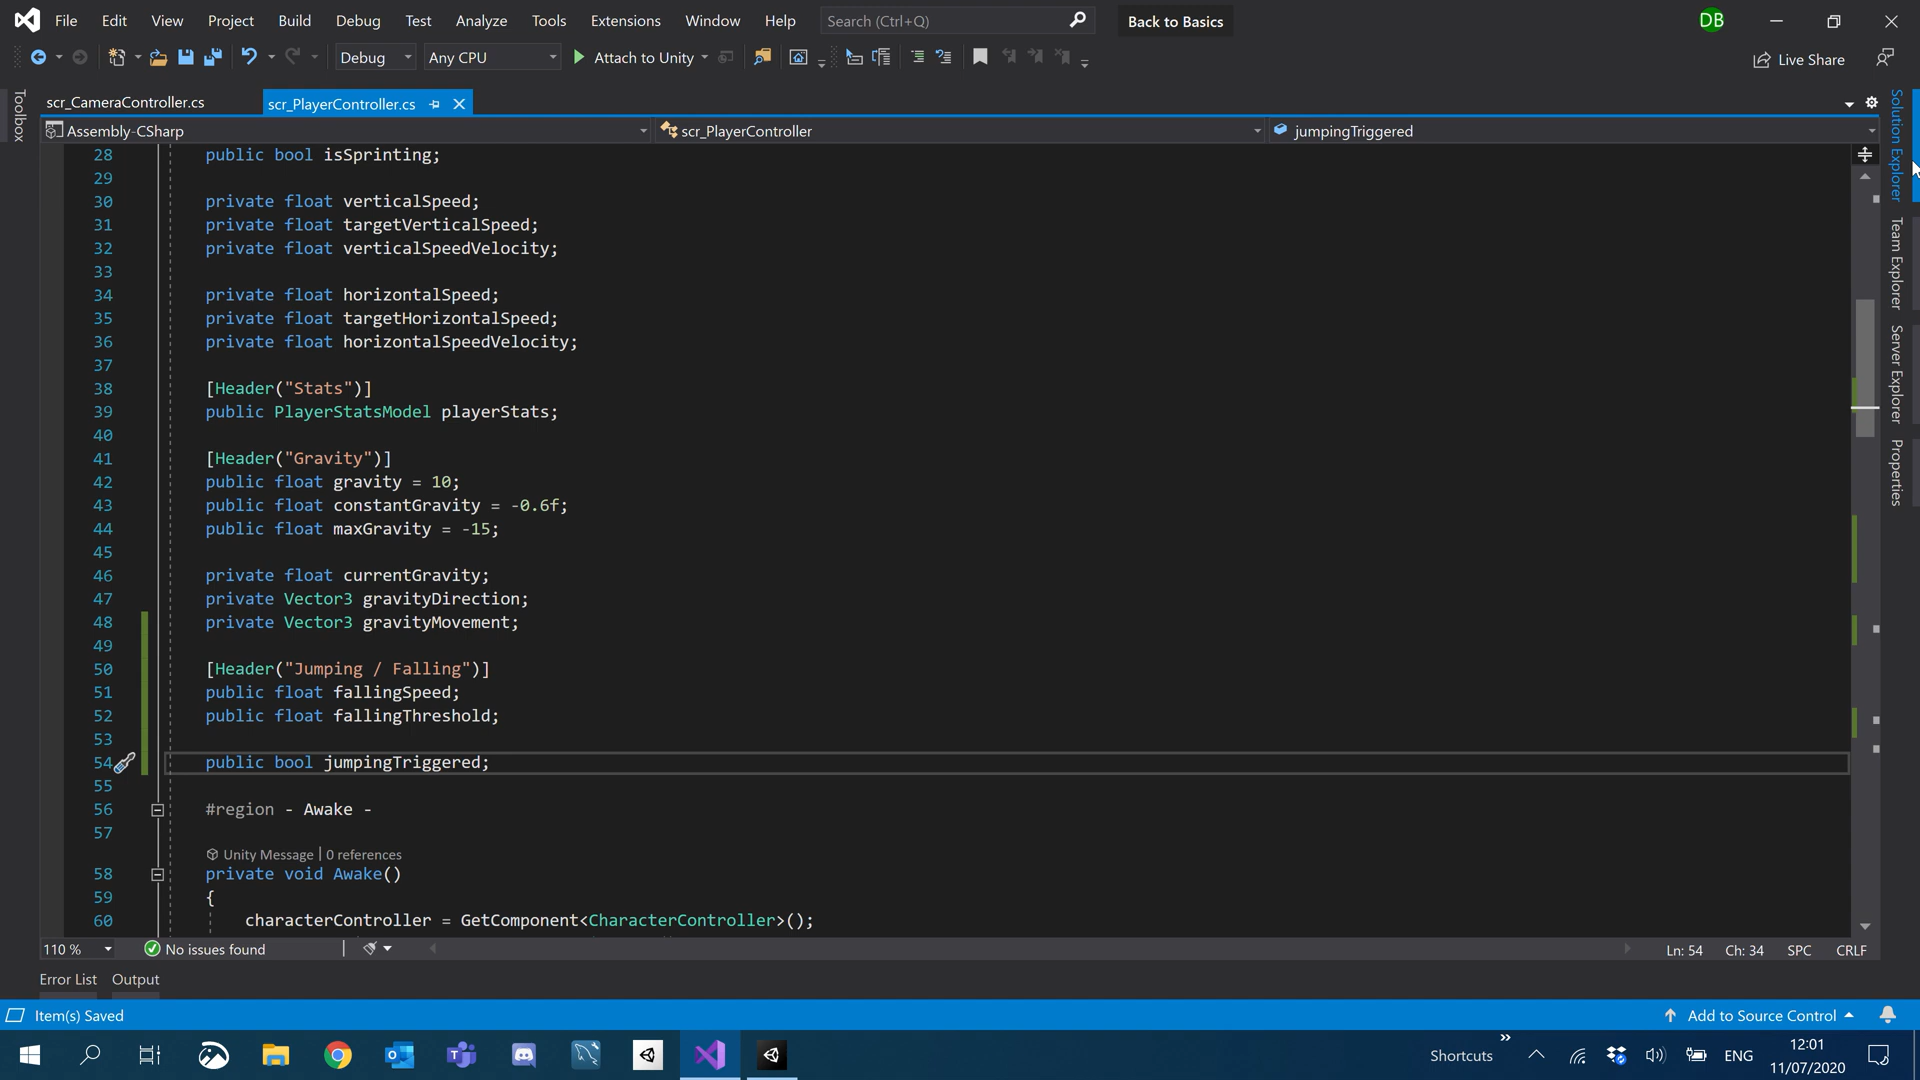 File Edit View Project Build Debug Test Analyze Tools Extensions Window Help Search (Ctrl+Q) Back to Basics DB
Debug Any CPU Attach to Unity Live Share
Toolbox
scr_CameraController.cs scr_PlayerController.cs
Assembly-CSharp scr_PlayerController jumpingTriggered
28 public bool isSprinting;
29
30 private float verticalSpeed;
31 private float targetVerticalSpeed;
32 private float verticalSpeedVelocity;
33
34 private float horizontalSpeed;
35 private float targetHorizontalSpeed;
36 private float horizontalSpeedVelocity;
37
38 [Header("Stats")]
39 public PlayerStatsModel playerStats;
40
41 [Header("Gravity")]
42 public float gravity = 10;
43 public float constantGravity = -0.6f;
44 public float maxGravity = -15;
45
46 private float currentGravity;
47 private Vector3 gravityDirection;
48 private Vector3 gravityMovement;
49
50 [Header("Jumping / Falling")]
51 public float fallingSpeed;
52 public float fallingThreshold;
53
54 public bool jumpingTriggered;
55
56 #region - Awake -
57
Unity Message | 0 references
58 private void Awake()
59 {
60 characterController = GetComponent<CharacterController>();
Solution Explorer
Team Explorer
Server Explorer
Properties
110 % No issues found Ln: 54 Ch: 34 SPC CRLF
Error List Output
Item(s) Saved Add to Source Control
Shortcuts ENG 12:01
11/07/2020